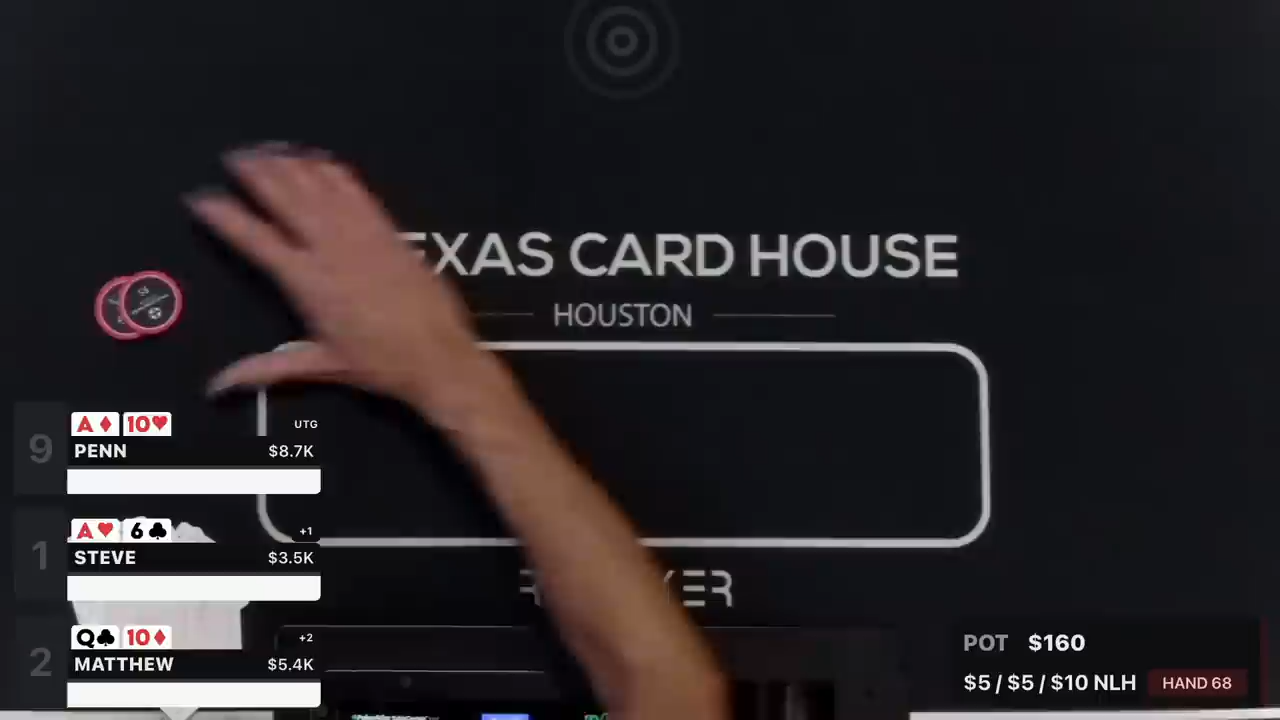 EXAS CARD HOUSE
HOUSTON
9
A♦ 10♥
UTG
PENN
$8.7K
1
A♥ 6♣
+1
STEVE
$3.5K
2
Q♣ 10♦
+2
MATTHEW
$5.4K
POT $160
$5 / $5 / $10 NLH HAND 68